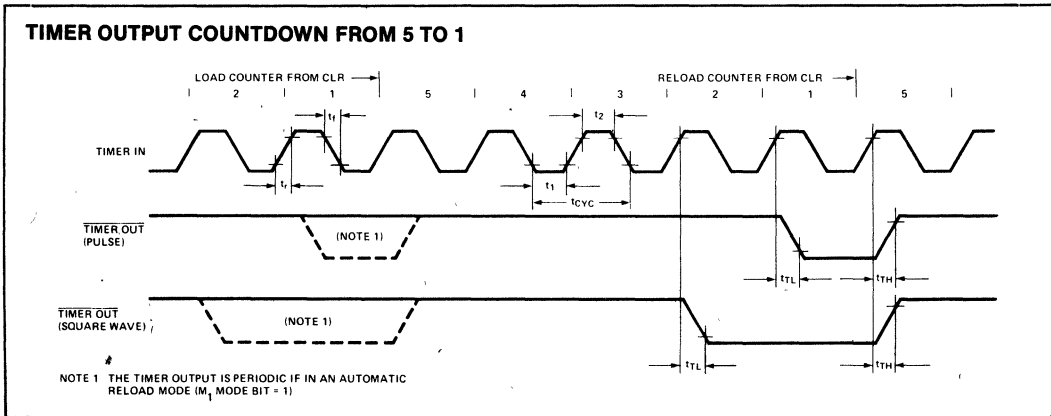 TIMER OUTPUT COUNTDOWN FROM 5 TO 1
LOAD COUNTER FROM CLR
RELOAD COUNTER FROM CLR
2 1 5 4 3 2 1 5
tf
t2
TIMER IN
tr
t1
tCYC
TIMER OUT
(PULSE)
(NOTE 1)
tTL
tTH
TIMER OUT
(SQUARE WAVE)
(NOTE 1)
tTL
tTH
NOTE 1 THE TIMER OUTPUT IS PERIODIC IF IN AN AUTOMATIC
RELOAD MODE (M1 MODE BIT = 1)